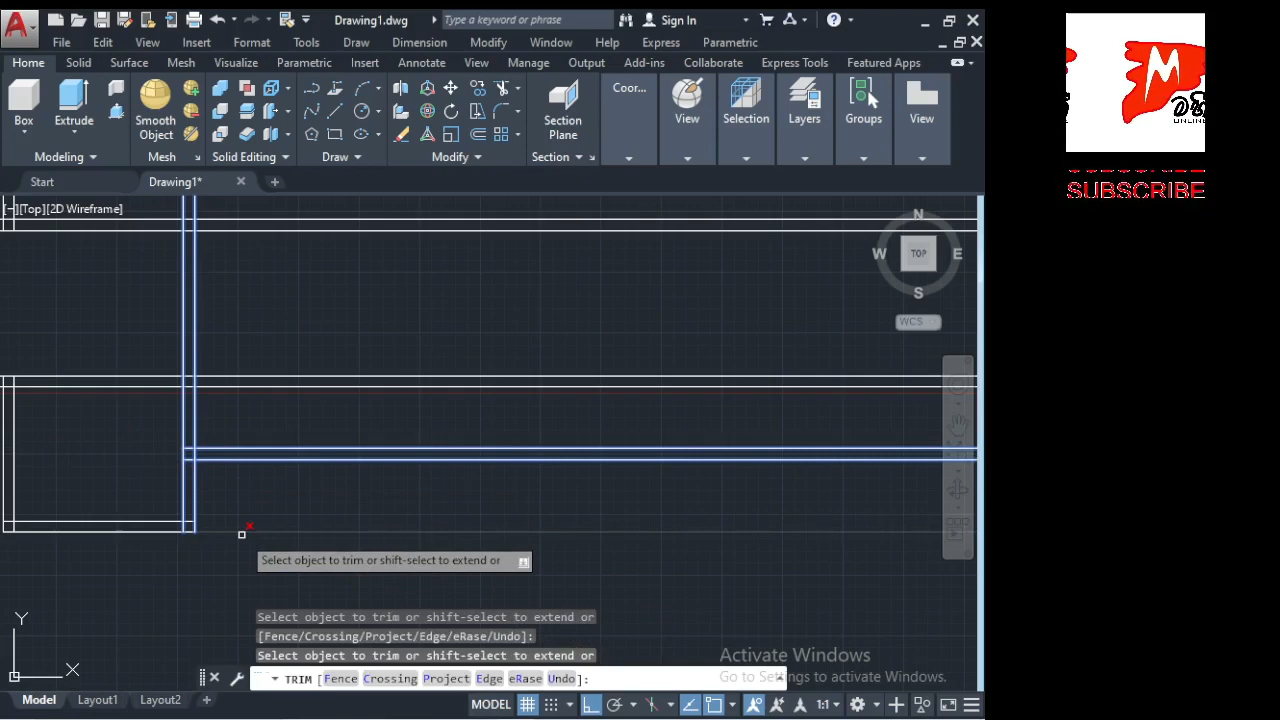 Drawing1.dwg
Type a keyword or phrase
Sign In
File Edit View Insert Format Tools Draw Dimension Modify Window Help Express Parametric
Home Solid Surface Mesh Visualize Parametric Insert Annotate View Manage Output Add-ins Collaborate Express Tools Featured Apps
Box Extrude Smooth Object Section Plane Coor... View Selection Layers Groups View
Modeling Mesh Solid Editing Draw Modify Section
Start Drawing1*
[−][Top][2D Wireframe]
N
W TOP E
S
WCS
Select object to trim or shift-select to extend or
Select object to trim or shift-select to extend or
[Fence/Crossing/Project/Edge/eRase/Undo]:
Select object to trim or shift-select to extend or
TRIM [Fence Crossing Project Edge eRase Undo]:
Y
X
Activate Windows
Go to Settings to activate Windows.
Model Layout1 Layout2
MODEL 1:1
SUBSCRIBE